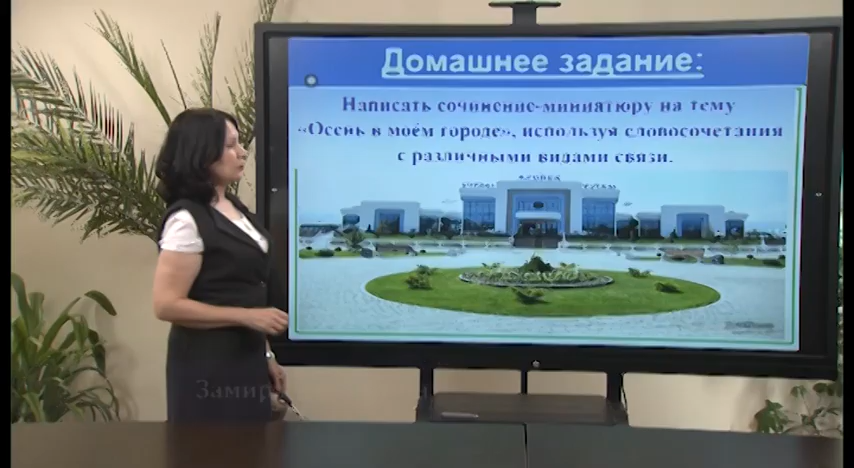 Домашнее задание:
Написать сочинение-миниатюру на тему
«Осень в моём городе», используя словосочетания
с различными видами связи.
Замир